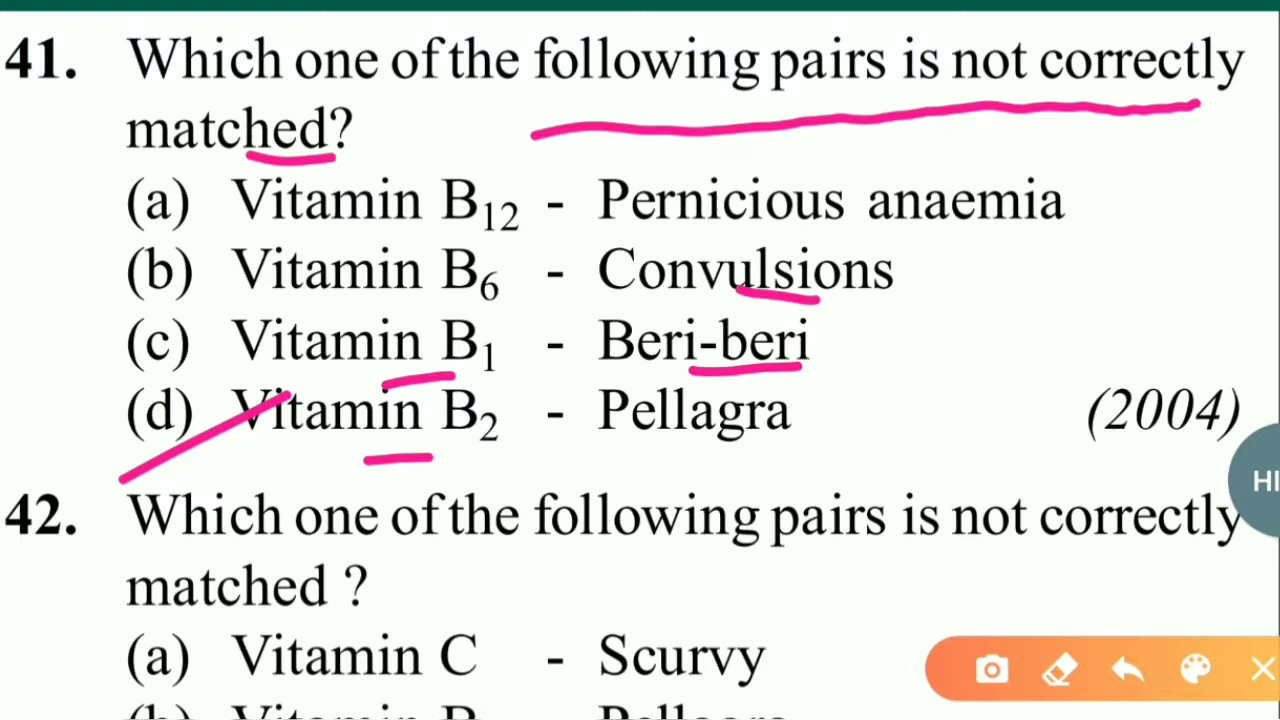 41. Which one of the following pairs is not correctly
matched?
(a) Vitamin B₁₂ - Pernicious anaemia
(b) Vitamin B₆ - Convulsions
(c) Vitamin B₁ - Beri-beri
(d) Vitamin B₂ - Pellagra (2004)
HI
42. Which one of the following pairs is not correctly
matched ?
(a) Vitamin C - Scurvy